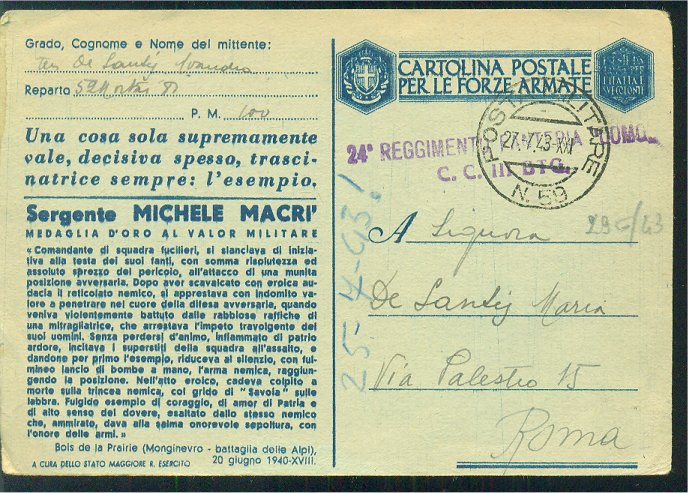 Grado, Cognome e Nome del mittente:
Ten De Santis Evandro
Reparto
P. M. 100
Una cosa sola supremamente
vale, decisiva spesso, trasci-
natrice sempre: l'esempio.
Sergente MICHELE MACRI'
MEDAGLIA D'ORO AL VALOR MILITARE
« Comandante di squadra fucilieri, si slanciava di inizia-
tiva alla testa dei suoi fanti, con somma risolutezza ed
assoluto sprezzo del pericolo, all'attacco di una munita
posizione avversaria. Dopo aver scavalcato con eroica au-
dacia il reticolato nemico, si apprestava con indomito va-
lore a penetrare nel cuore della difesa avversaria, quando
veniva violentemente battuto dalle rabbiose raffiche di
una mitragliatrice, che arrestava l'impeto travolgente dei
suoi uomini. Senza perdersi d'animo, infiammato di patrio
ardore, incitava i superstiti della squadra all'assalto, e
dandone per primo l'esempio, riduceva al silenzio, con ful-
mineo lancio di bombe a mano, l'arma nemica, raggiun-
gendo la posizione. Nell'atto eroico, cadeva colpito a
morte sulla trincea nemica, col grido di "Savoia" sulle
labbra. Fulgido esempio di coraggio, di amor di Patria e
di alto senso del dovere, esaltato dallo stesso nemico
che, ammirato, dava alla salma onorevole sepoltura, con
l'onore delle armi. »
Bois de la Prairie (Monginevro - battaglia delle Alpi),
20 giugno 1940-XVIII.
A CURA DELLO STATO MAGGIORE R. ESERCITO
CARTOLINA POSTALE
PER LE FORZE ARMATE
POSTA MILITARE
N. 59
24° REGGIMENTO FANTERIA COMO
C. C. III BTG.
25-4-43!
A Signora
De Santis Maria
Via Palestro 15
Roma